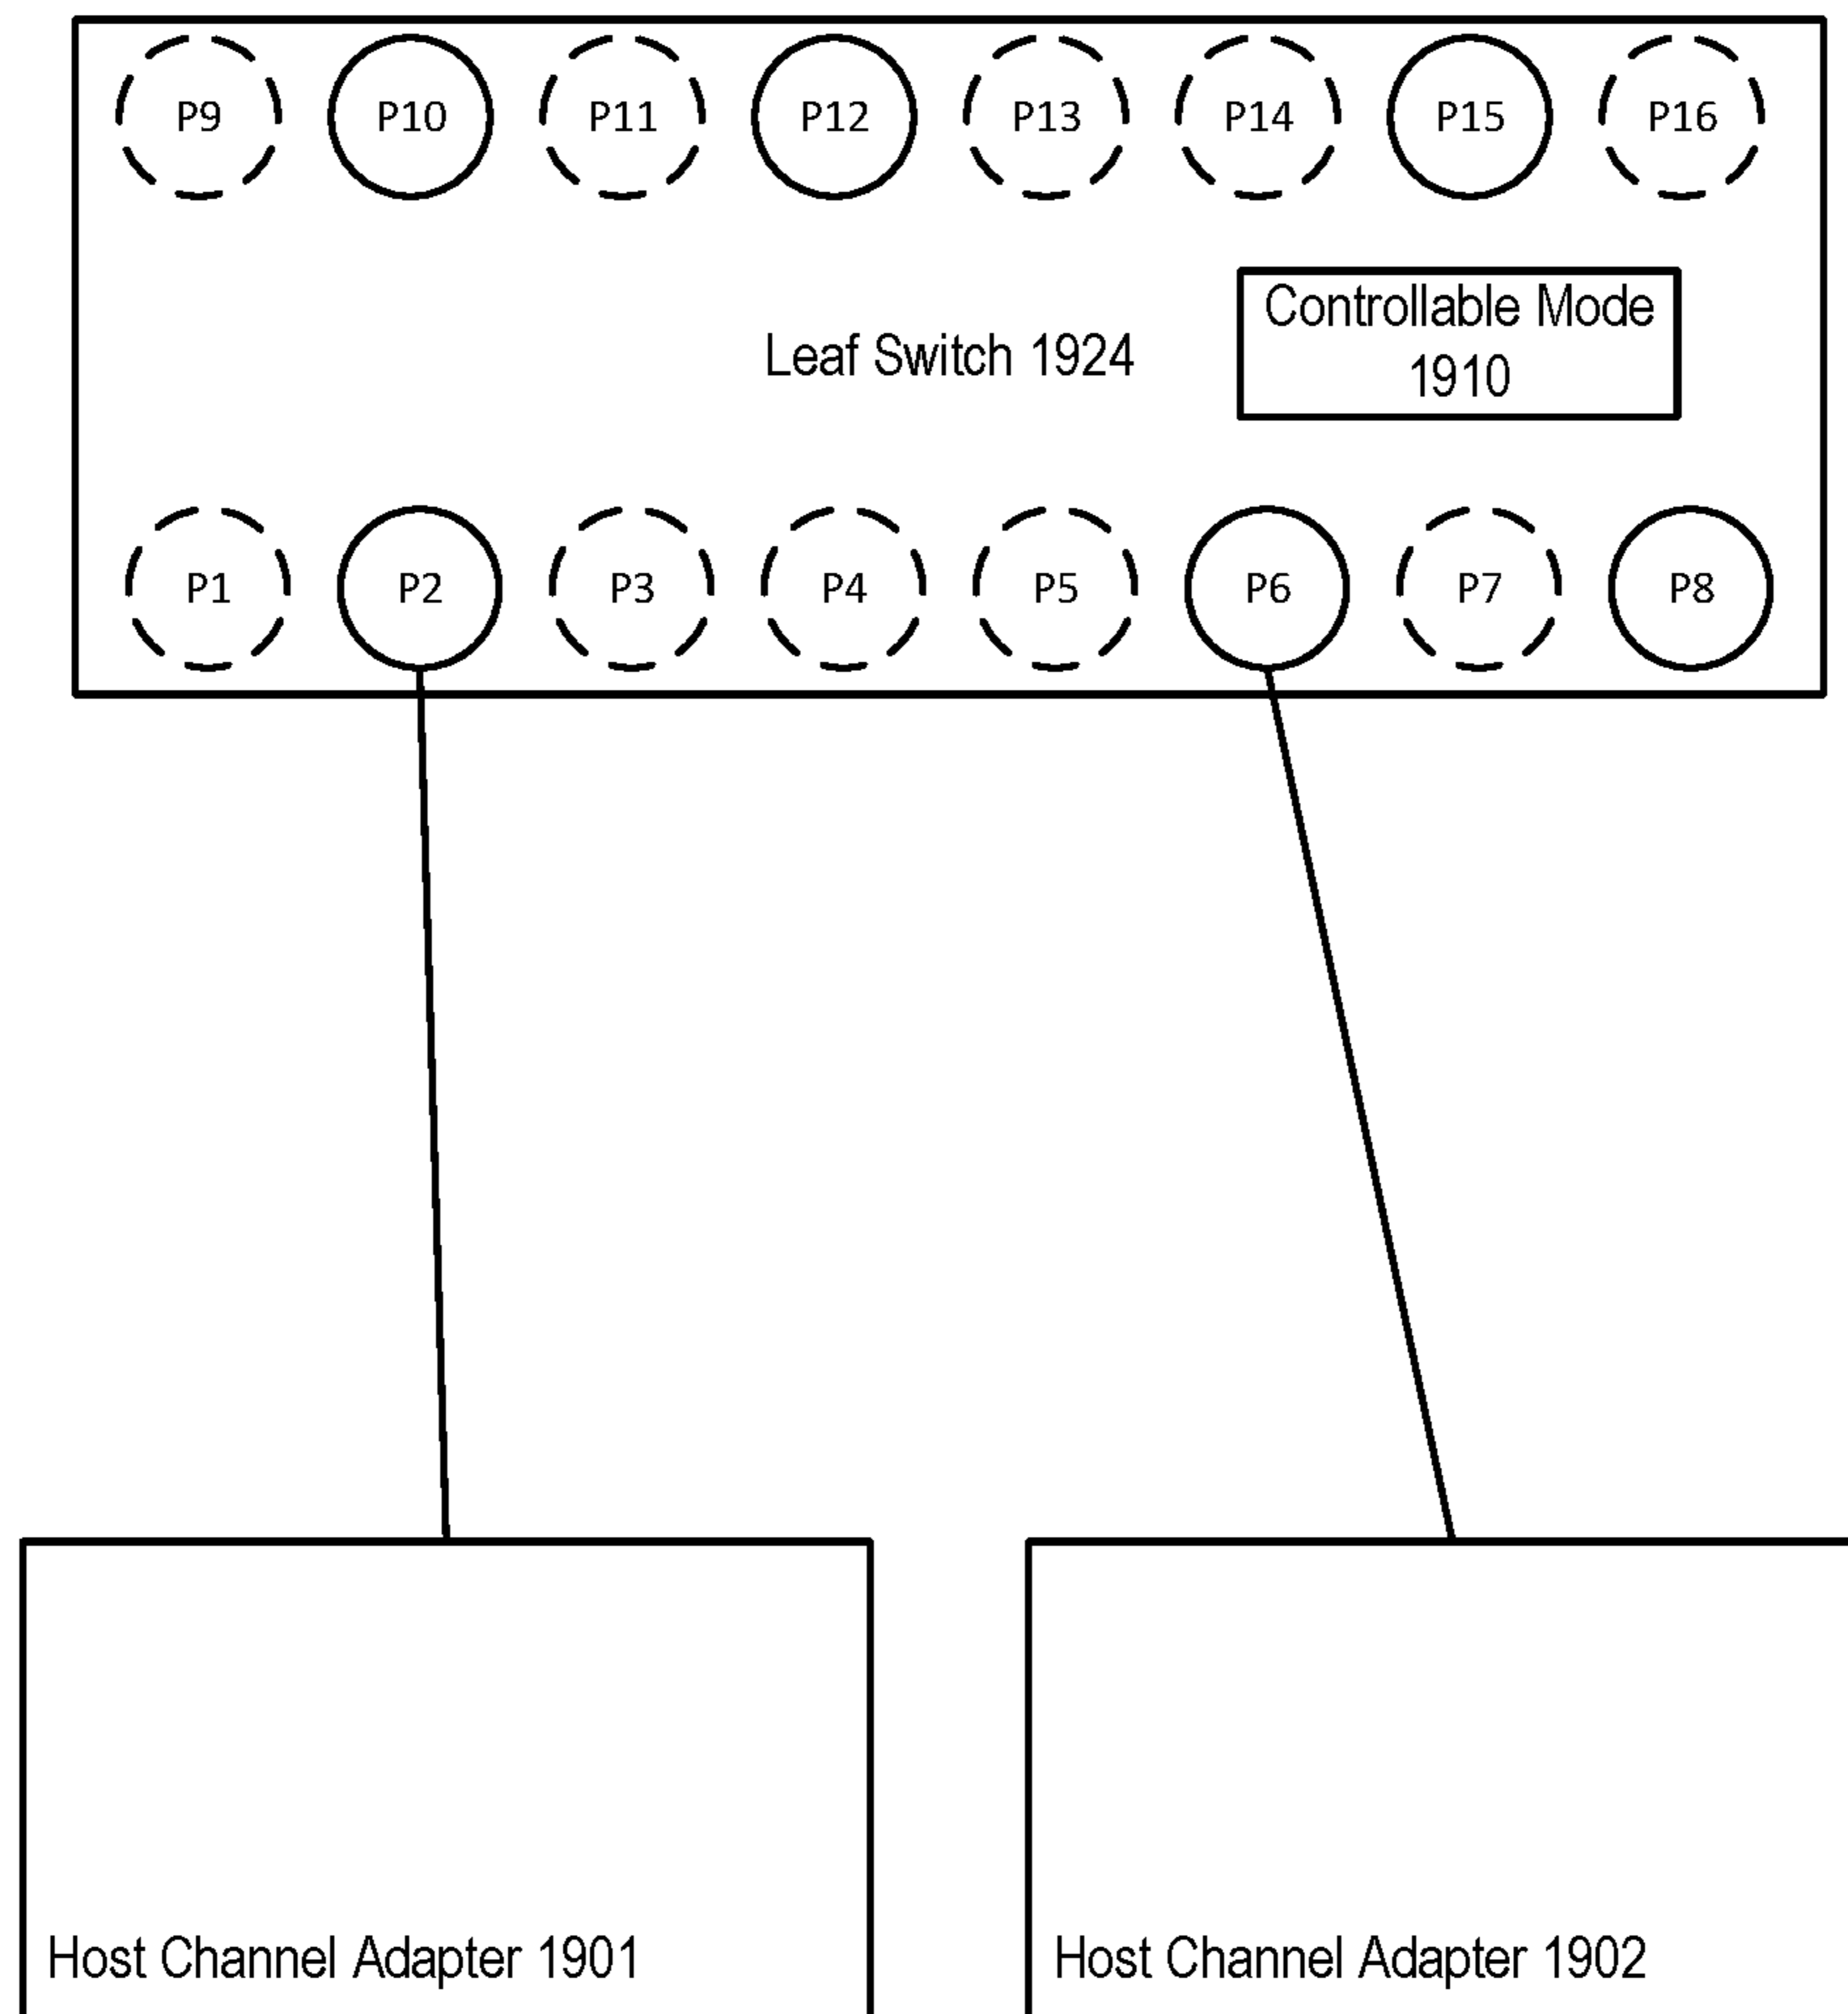 P9 P10 P11 P12 P13 P14 P15 P16
Controllable Mode
1910
Leaf Switch 1924
P1 P2 P3 P4 P5 P6 P7 P8
Host Channel Adapter 1901
Host Channel Adapter 1902